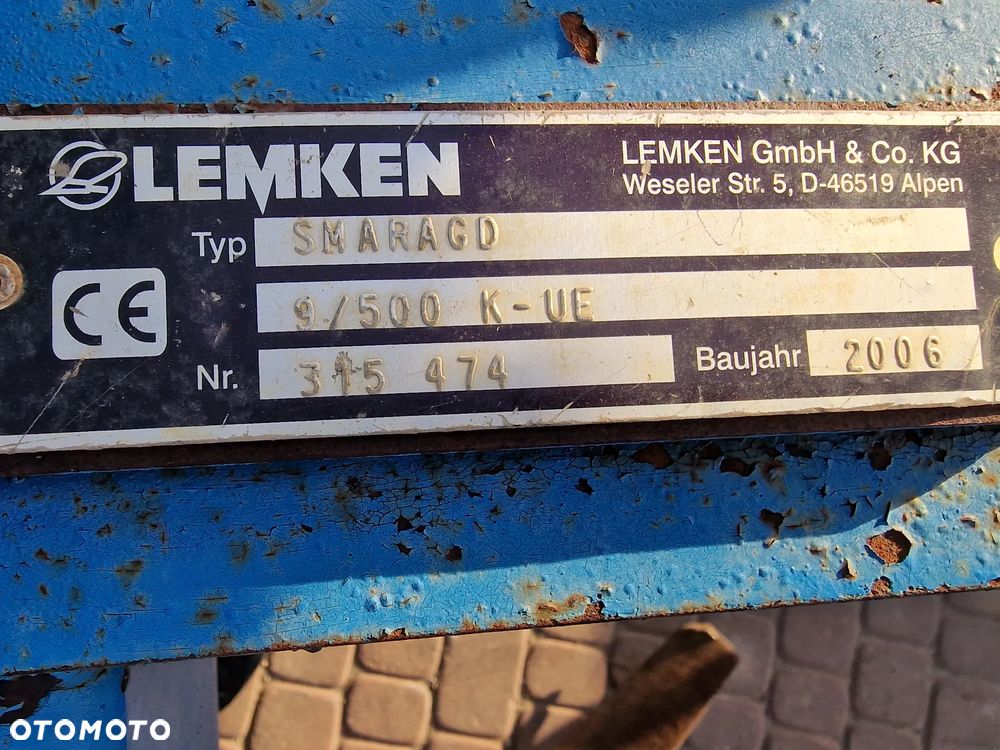 LEMKEN
LEMKEN GmbH & Co. KG
Weseler Str. 5, D-46519 Alpen
Typ SMARAGD
9/500 K-UE
CE
Nr. 315 474
Baujahr 2006
OTOMOTO